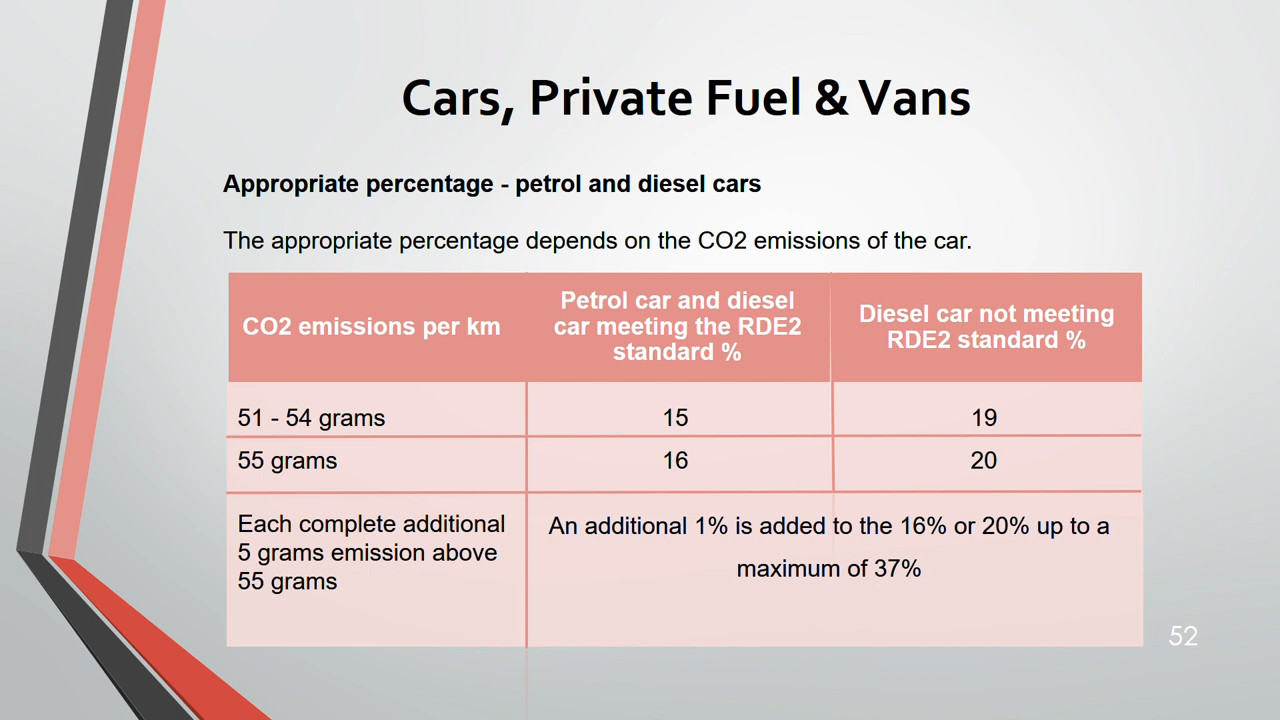 Cars, Private Fuel & Vans
Appropriate percentage - petrol and diesel cars
The appropriate percentage depends on the CO2 emissions of the car.
CO2 emissions per km
Petrol car and diesel
car meeting the RDE2
standard %
Diesel car not meeting
RDE2 standard %
51 - 54 grams
15
19
55 grams
16
20
Each complete additional
5 grams emission above
55 grams
An additional 1% is added to the 16% or 20% up to a
maximum of 37%
52